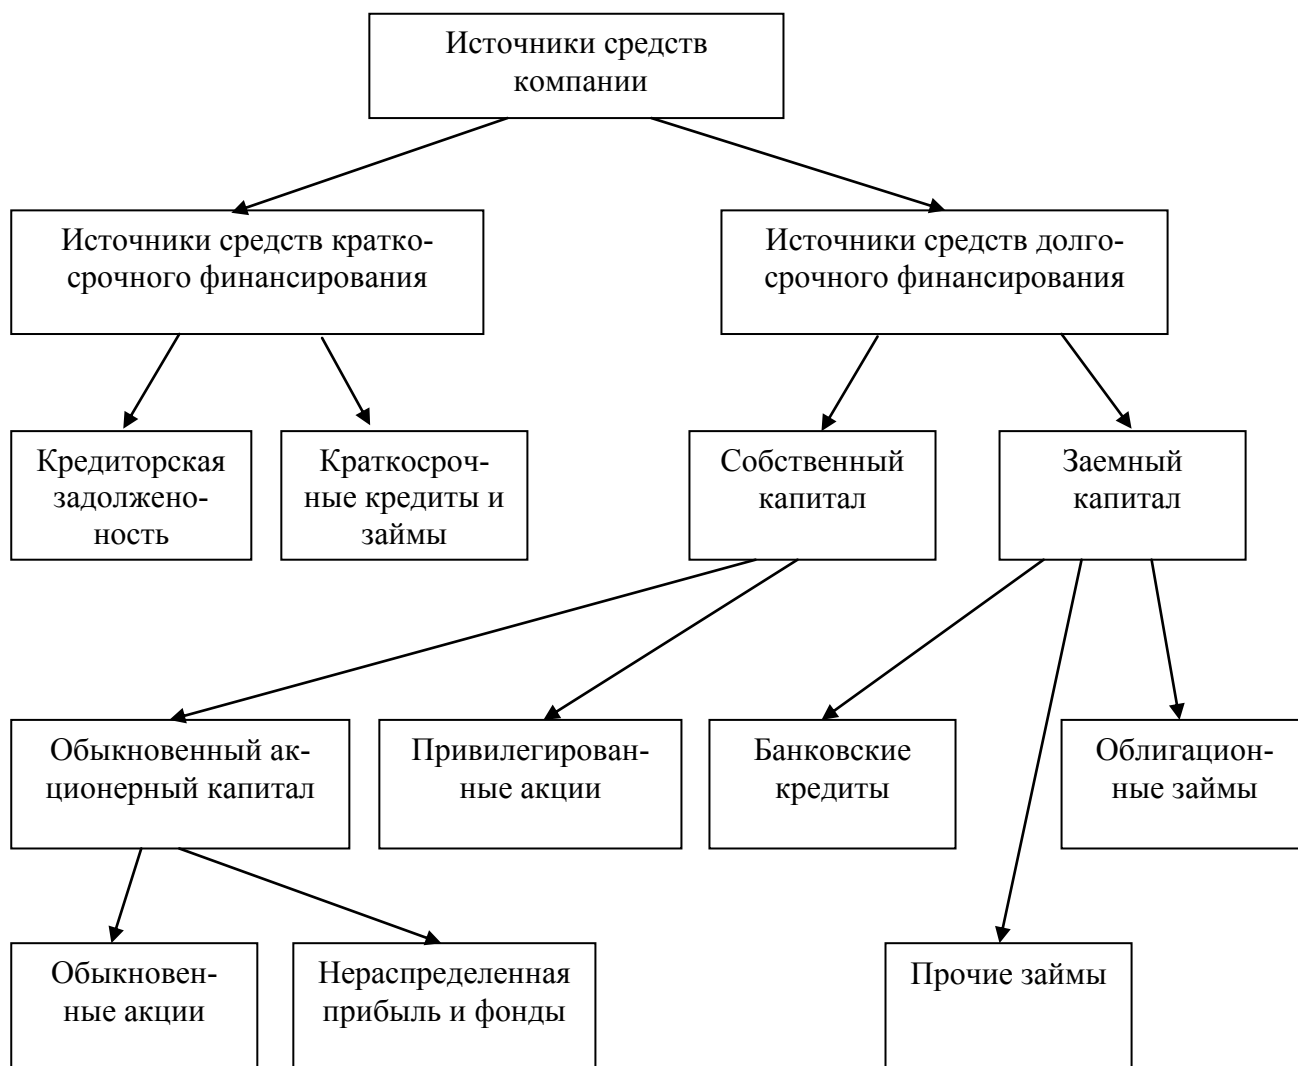 Источники средств
компании
Источники средств кратко-
срочного финансирования
Источники средств долго-
срочного финансирования
Кредиторская
задолжено-
ность
Краткосроч-
ные кредиты и
займы
Собственный
капитал
Заемный
капитал
Обыкновенный ак-
ционерный капитал
Привилегирован-
ные акции
Банковские
кредиты
Облигацион-
ные займы
Обыкновен-
ные акции
Нераспределенная
прибыль и фонды
Прочие займы